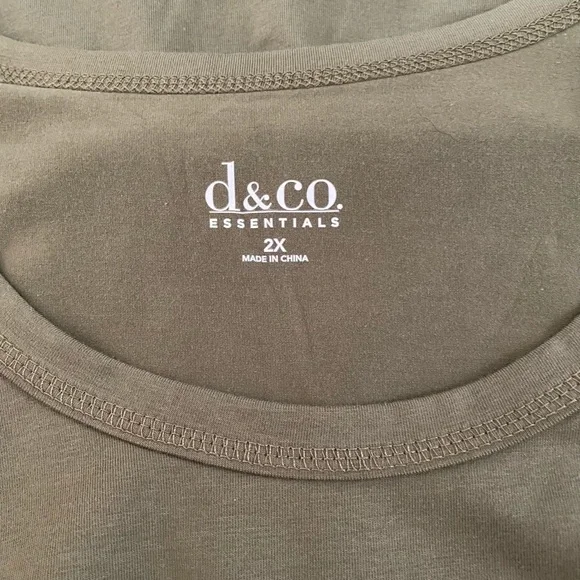 d&co.
ESSENTIALS
2X
MADE IN CHINA